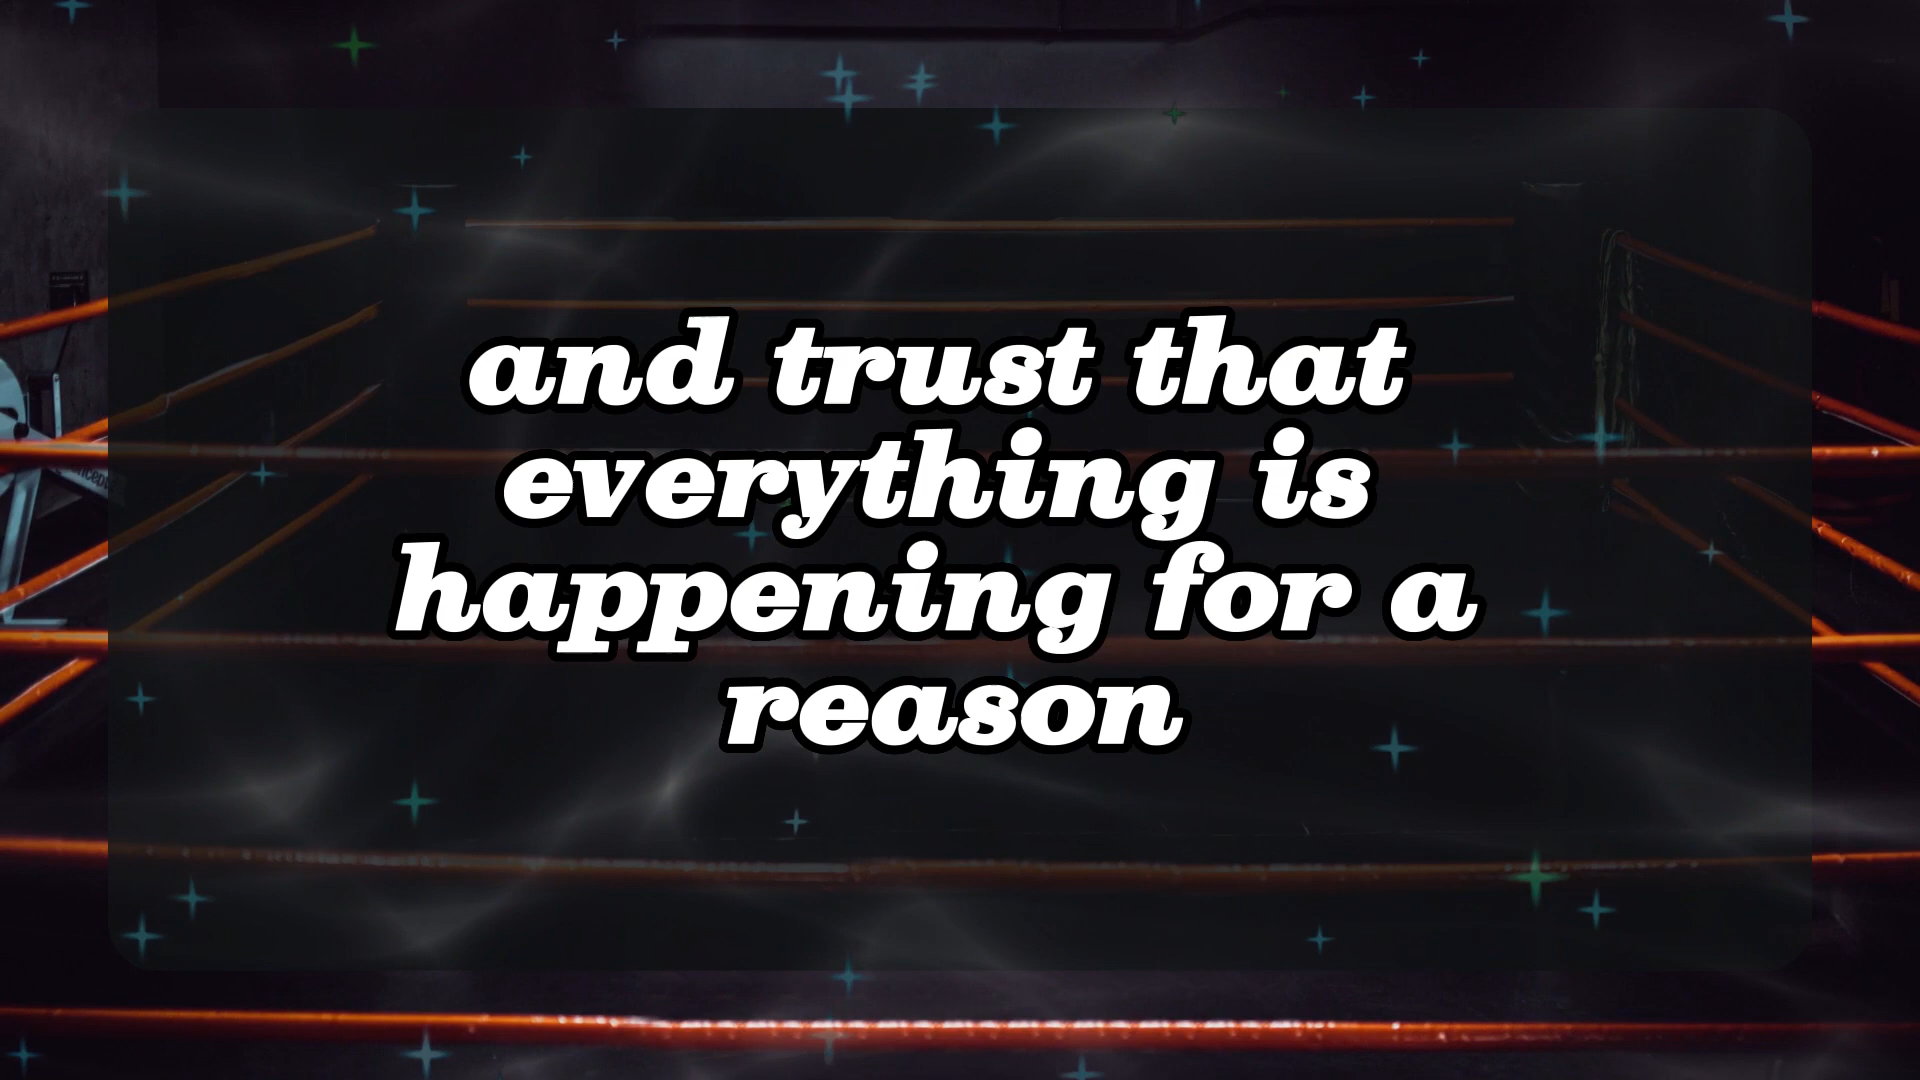 and trust that
everything is
happening for a
reason